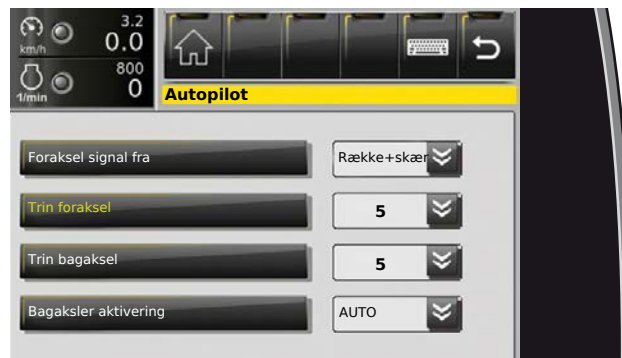 3.2
km/h 0.0
800
1/min 0
Autopilot
Foraksel signal fra Række+skær
Trin foraksel 5
Trin bagaksel 5
Bagaksler aktivering AUTO